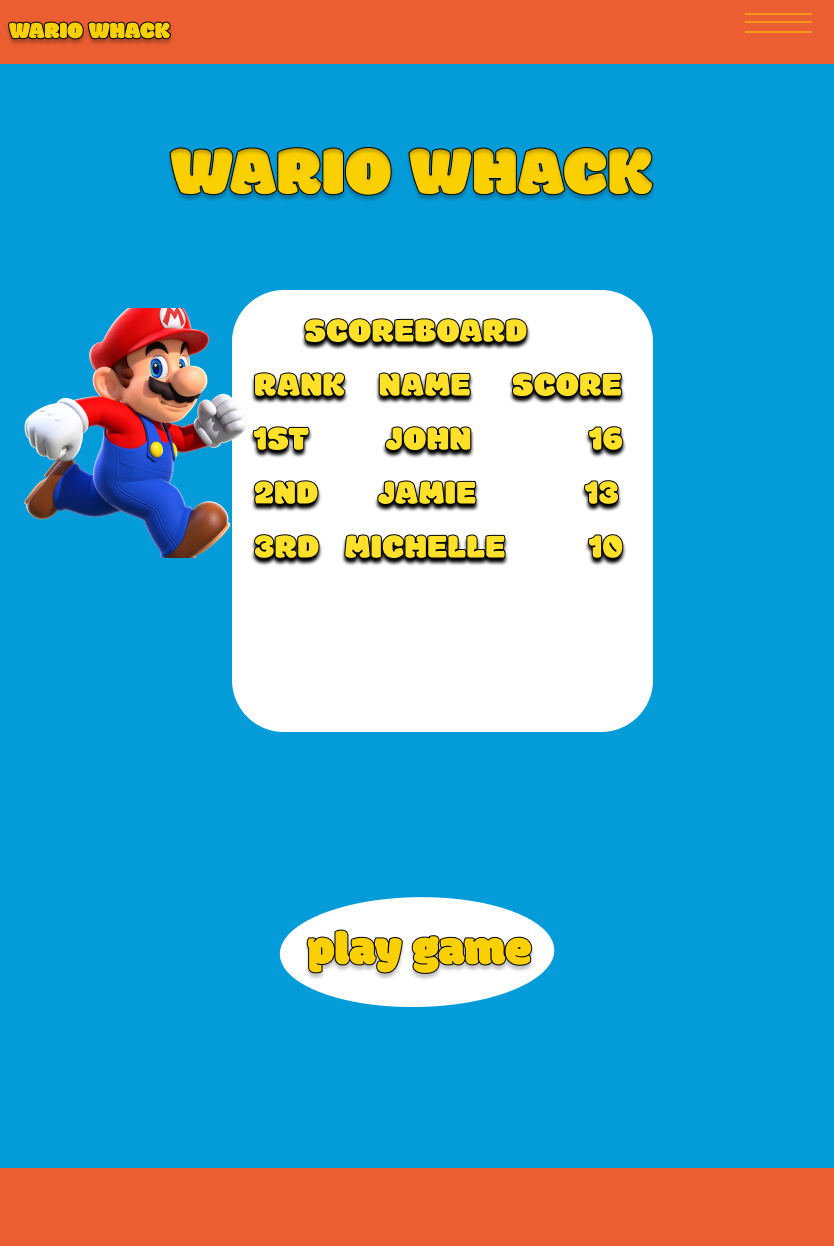 WARIO WHACK
WARIO WHACK
M
SCOREBOARD
RANK NAME SCORE
1ST JOHN 16
2ND JAMIE 13
3RD MICHELLE 10
play game